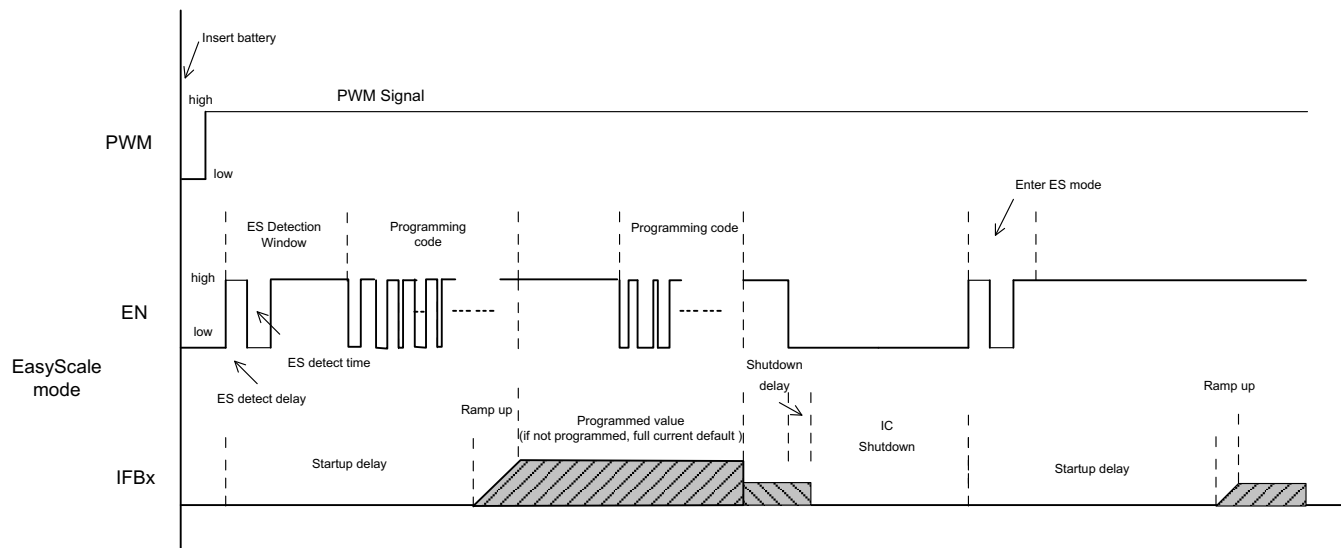 Insert battery
high
PWM Signal
PWM
low
Enter ES mode
ES Detection
Window
Programming
code
Programming code
high
EN
low
EasyScale
mode
ES detect time
ES detect delay
Shutdown
delay
Ramp up
Programmed value
(if not programmed, full current default )
IC
Shutdown
Ramp up
IFBx
Startup delay
Startup delay